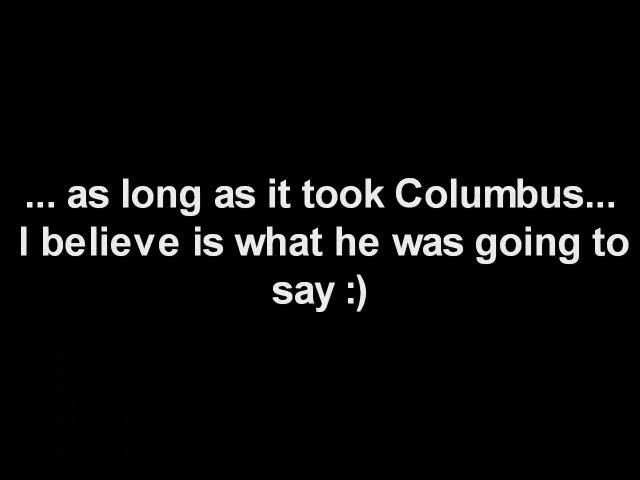 ... as long as it took Columbus...
I believe is what he was going to
say :)